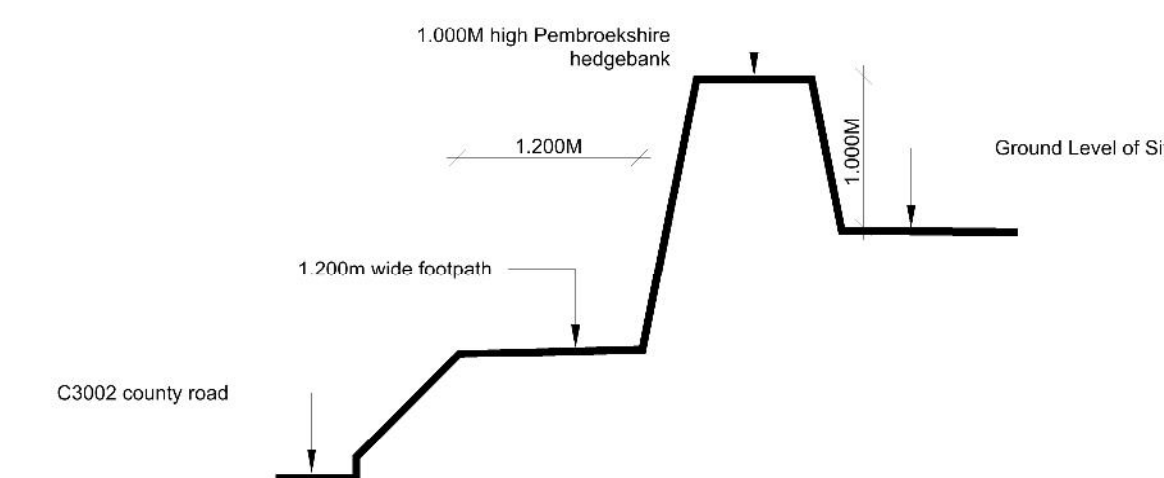 1.000M high Pembroekshire
hedgebank
1.200M
1.000M
Ground Level of
1.200m wide footpath
C3002 county road